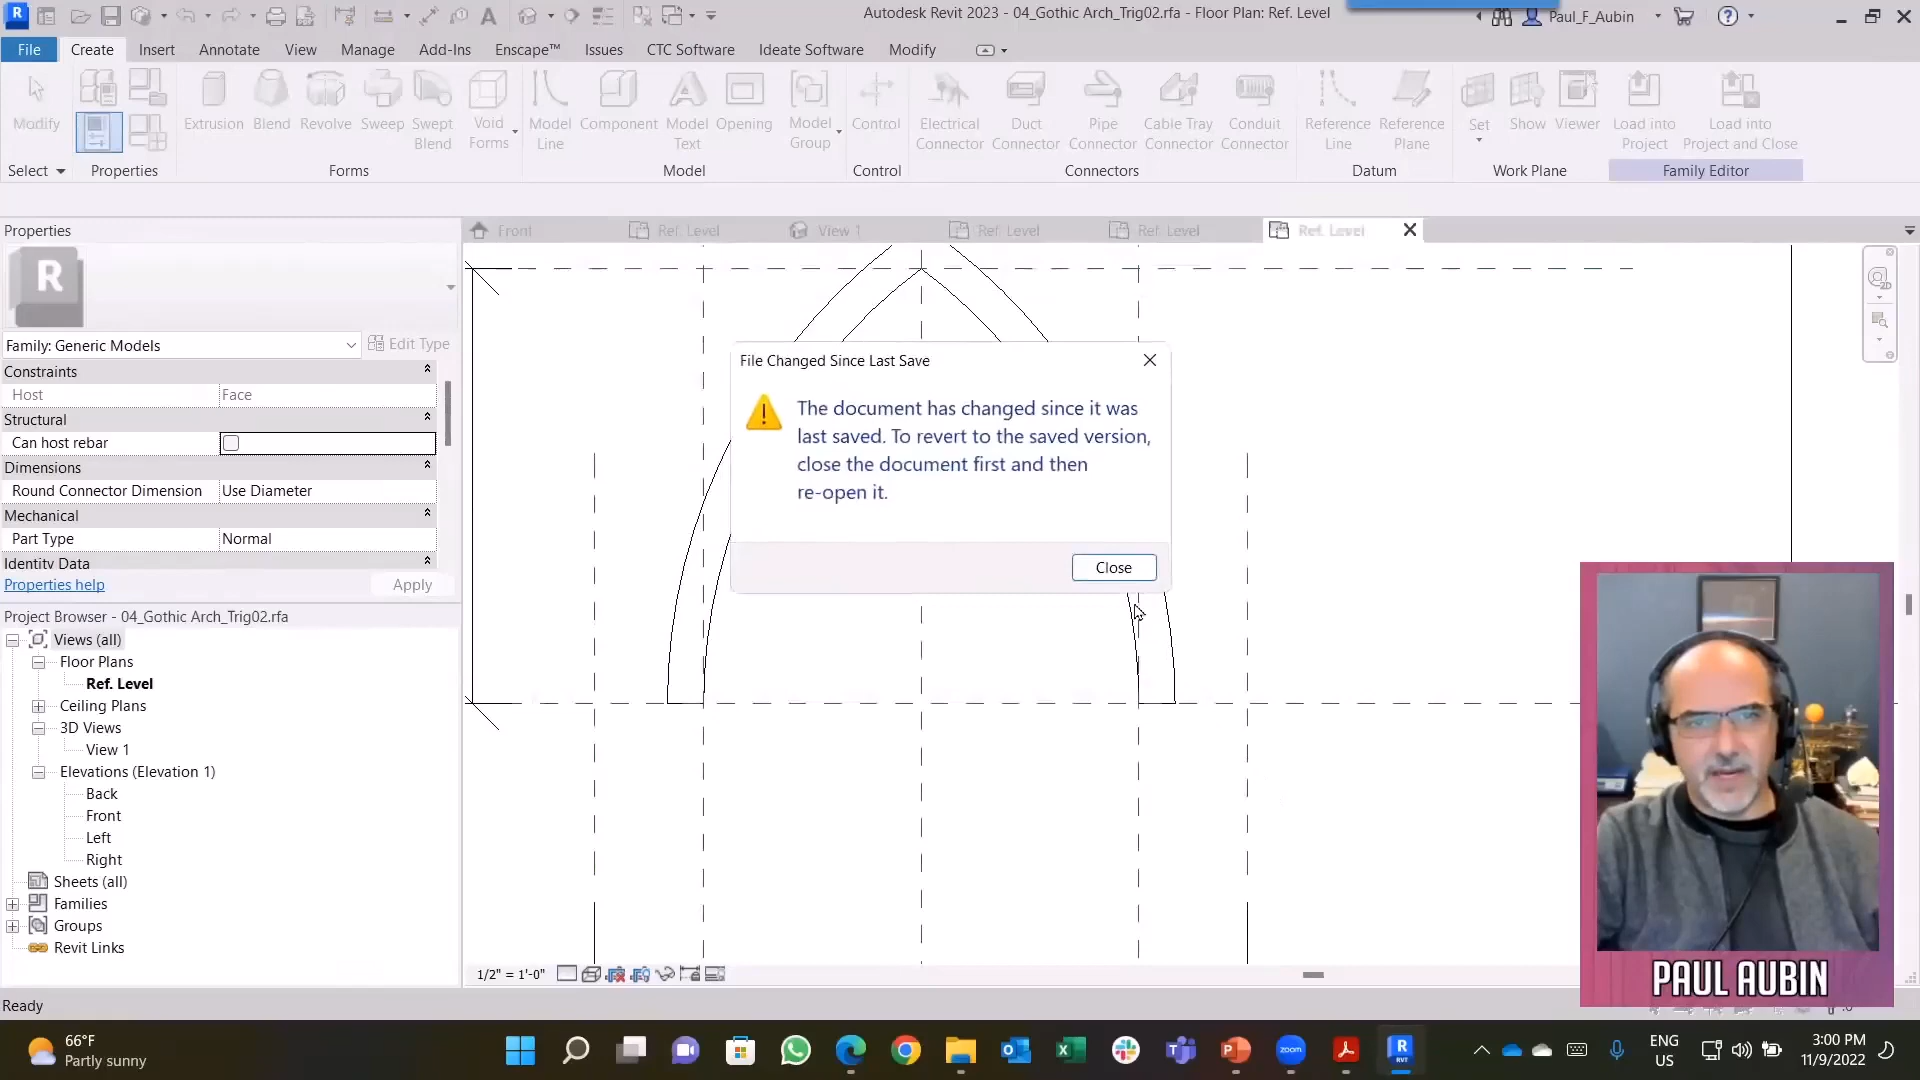 Autodesk Revit 2023 - 04_Gothic Arch_Trig02.rfa - Floor Plan: Ref. Level
Paul_F_Aubin
File
Create
Insert
Annotate
View
Manage
Add-Ins
Enscape™
Issues
CTC Software
Ideate Software
Modify
Modify
Extrusion
Blend
Revolve
Sweep
Swept
Blend
Void
Forms
Model
Line
Component
Model
Text
Opening
Model
Group
Control
Electrical
Connector
Duct
Connector
Pipe
Connector
Cable Tray
Connector
Conduit
Connector
Reference
Line
Reference
Plane
Set
Show
Viewer
Load into
Project
Load into
Project and Close
Select
Properties
Forms
Model
Control
Connectors
Datum
Work Plane
Family Editor
Properties
Front
Ref. Level
View 1
Ref. Level
Ref. Level
Ref. Level
R
Family: Generic Models
Edit Type
Constraints
Host Face
Structural
Can host rebar
Dimensions
Round Connector Dimension Use Diameter
Mechanical
Part Type Normal
Identity Data
Properties help
Apply
Project Browser - 04_Gothic Arch_Trig02.rfa
Views (all)
Floor Plans
Ref. Level
Ceiling Plans
3D Views
View 1
Elevations (Elevation 1)
Back
Front
Left
Right
Sheets (all)
Families
Groups
Revit Links
File Changed Since Last Save
The document has changed since it was
last saved. To revert to the saved version,
close the document first and then
re-open it.
Close
2D
1/2" = 1'-0"
PAUL AUBIN
Ready
:0
66°F
Partly sunny
zoom
R
RVT
ENG
US
3:00 PM
11/9/2022